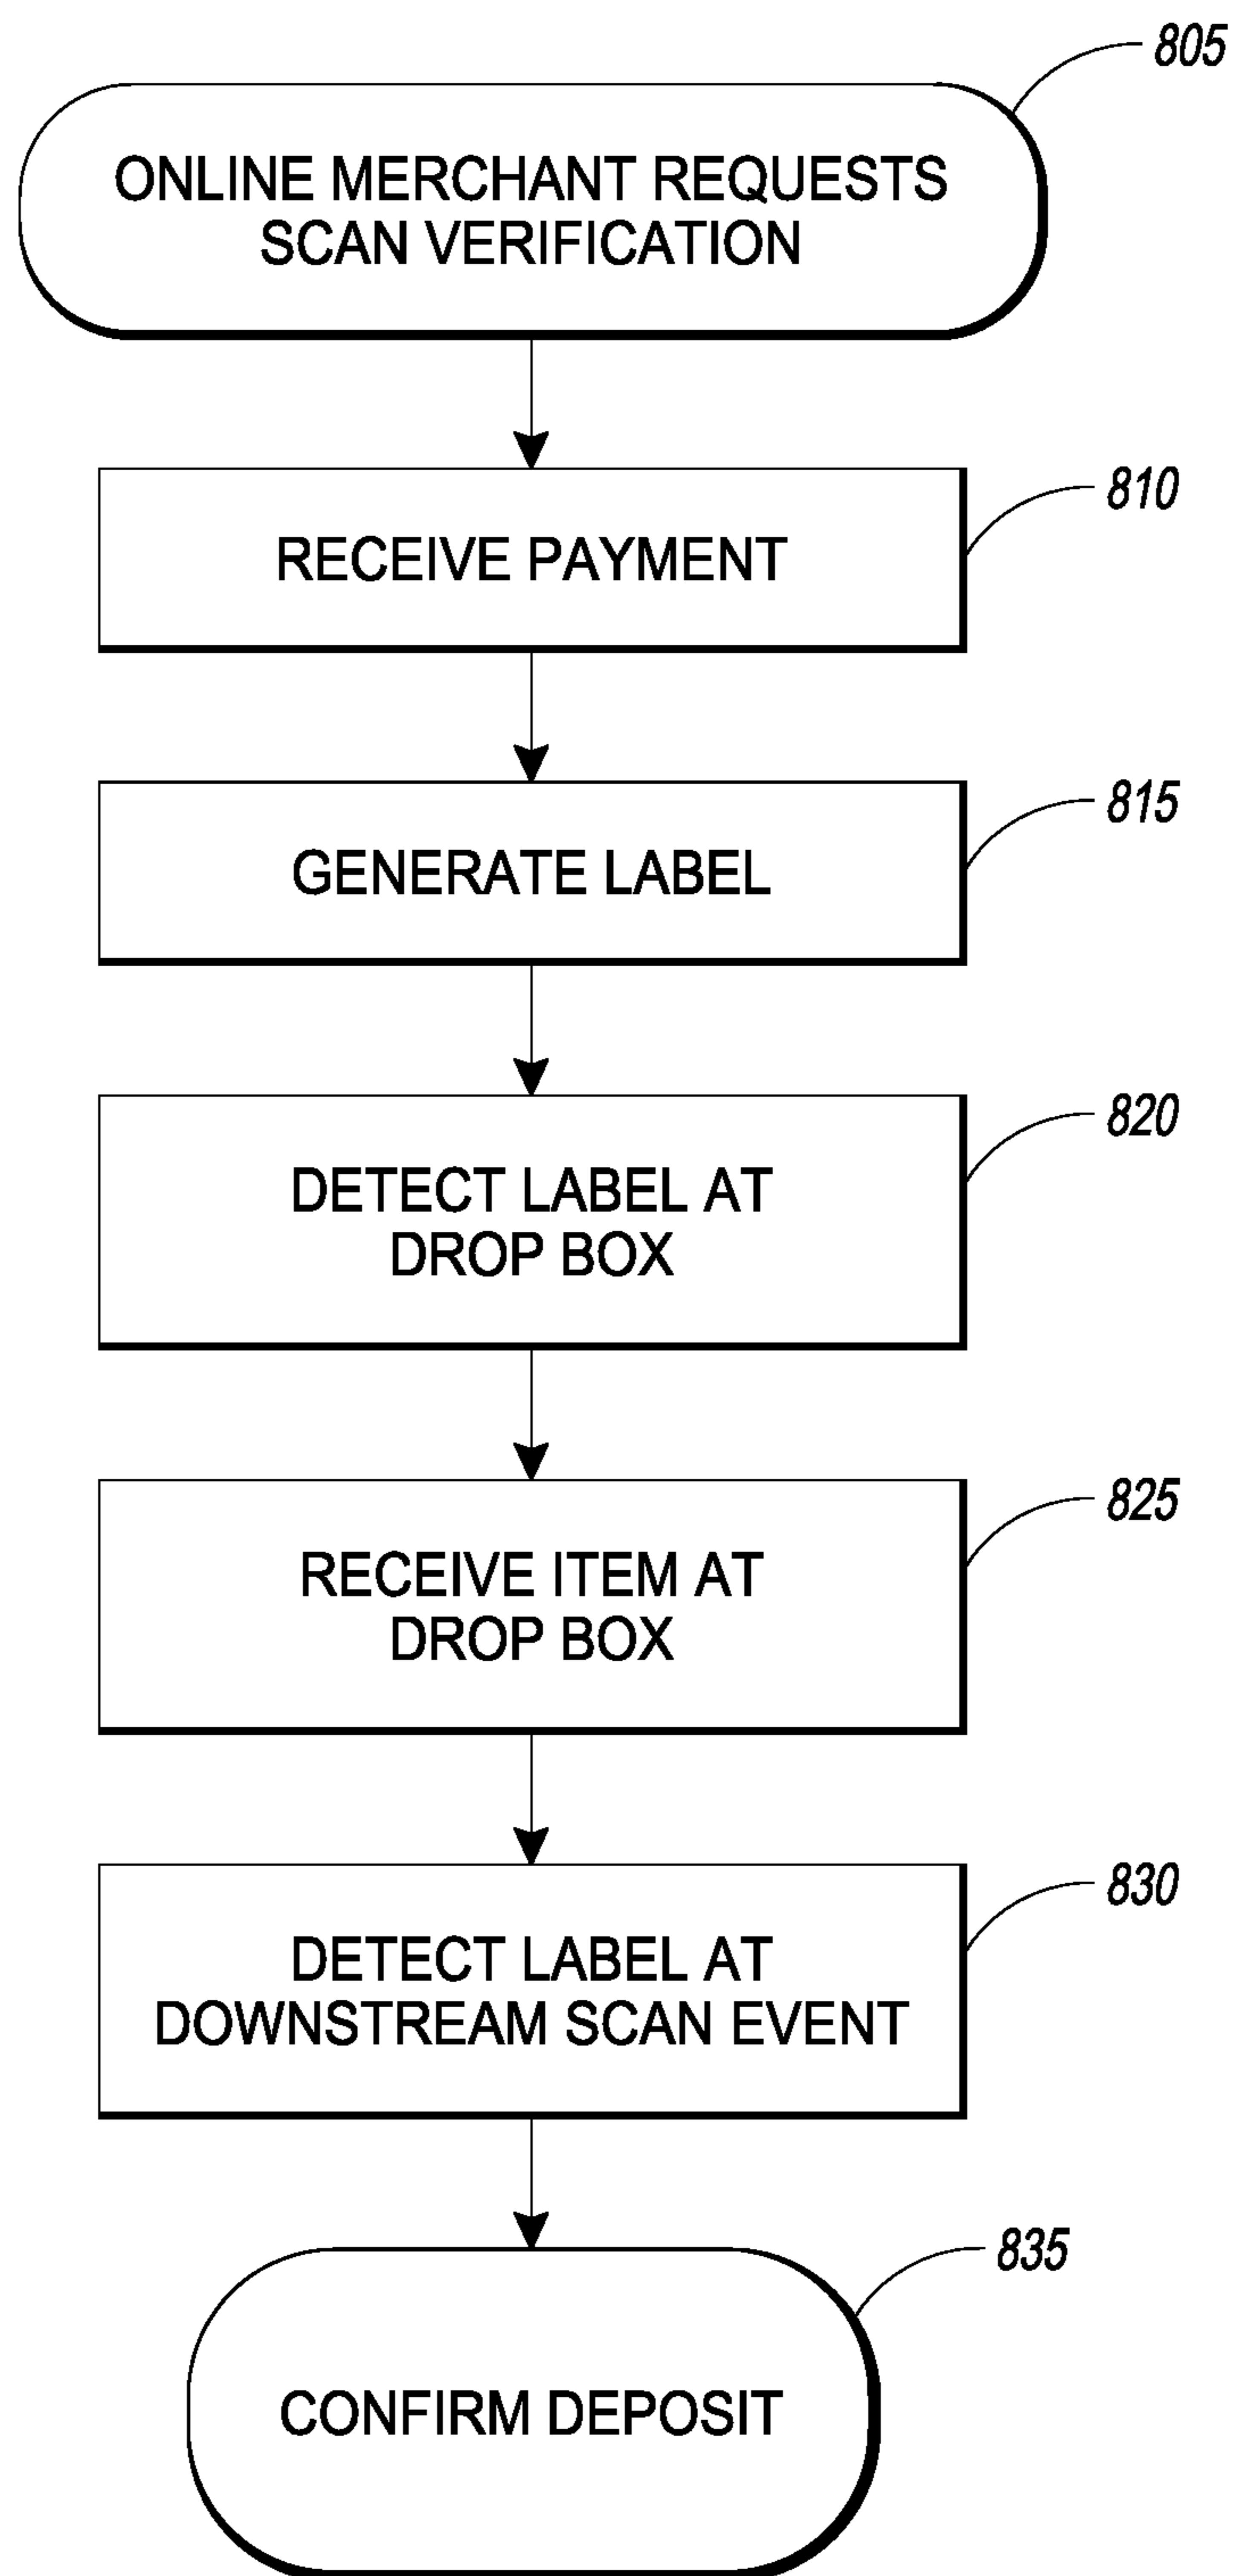 805
ONLINE MERCHANT REQUESTS
SCAN VERIFICATION
810
RECEIVE PAYMENT
815
GENERATE LABEL
820
DETECT LABEL AT
DROP BOX
825
RECEIVE ITEM AT
DROP BOX
830
DETECT LABEL AT
DOWNSTREAM SCAN EVENT
835
CONFIRM DEPOSIT